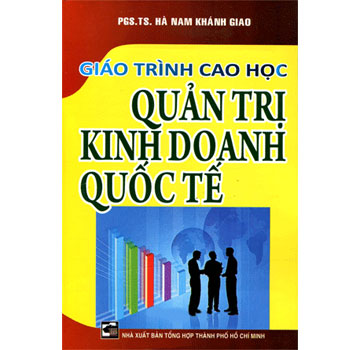 PGS.TS. HÀ NAM KHÁNH GIAO
GIÁO TRÌNH CAO HỌC
QUẢN TRỊ
KINH DOANH
QUỐC TẾ
NHÀ XUẤT BẢN TỔNG HỢP THÀNH PHỐ HỒ CHÍ MINH